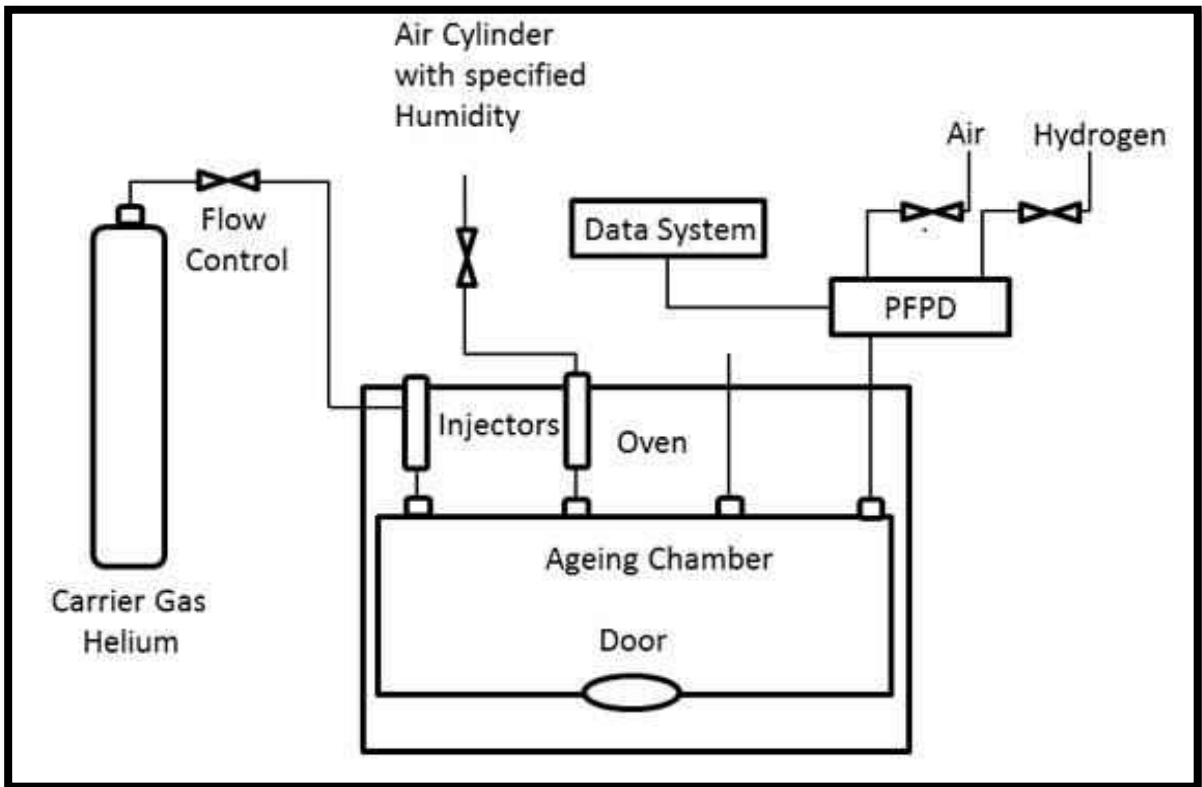 Air Cylinder
with specified
Humidity
Air
Hydrogen
Flow
Control
Data System
PFPD
Injectors
Oven
Ageing Chamber
Carrier Gas
Helium
Door